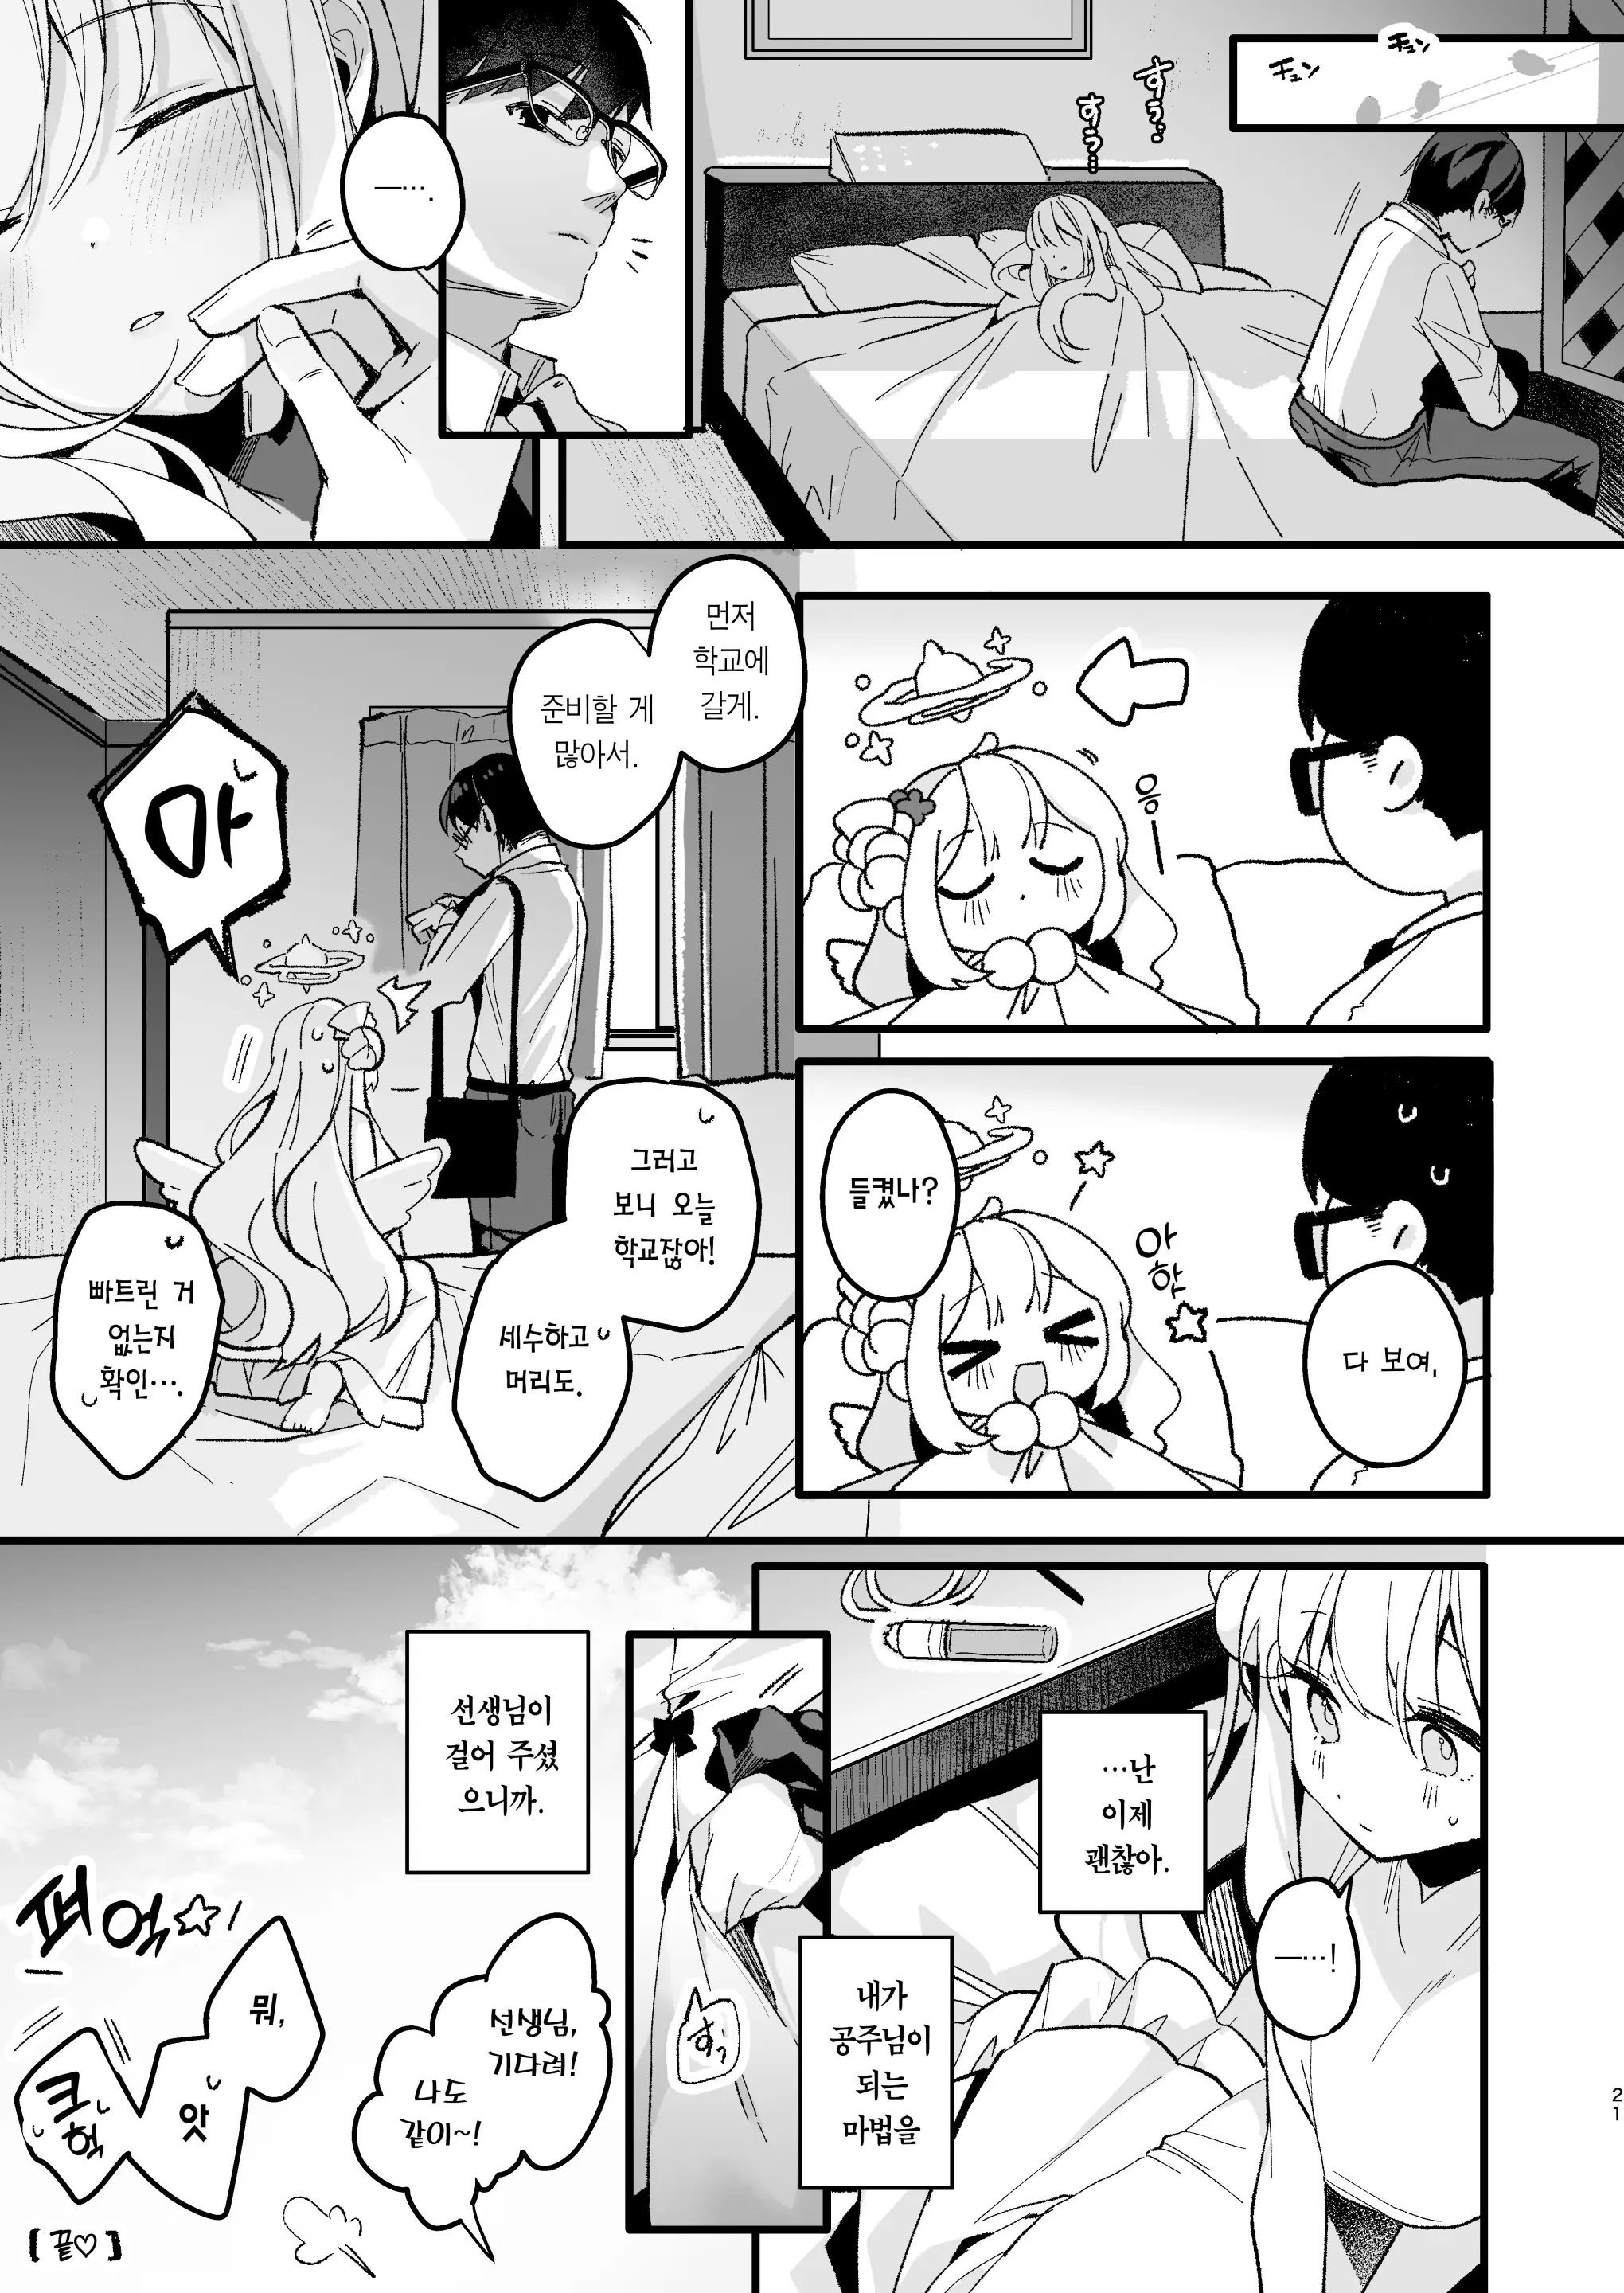 チュン
チュン
すぅ…
すぅ…
—….
응—
들켰나?
아핫
다 보여.
먼저
학교에
갈게.
준비할 게
많아서.
마
그러고
보니 오늘
학교잖아!
세수하고
머리도.
빠트린 거
없는지
확인….
—…!
…난
이제
괜찮아.
내가
공주님이
되는
마법을
すぅ
선생님이
걸어 주셨
으니까.
선생님,
기다려!
나도
같이~!
퍼억
뭐,
앗
크헉
【끝♡】
21